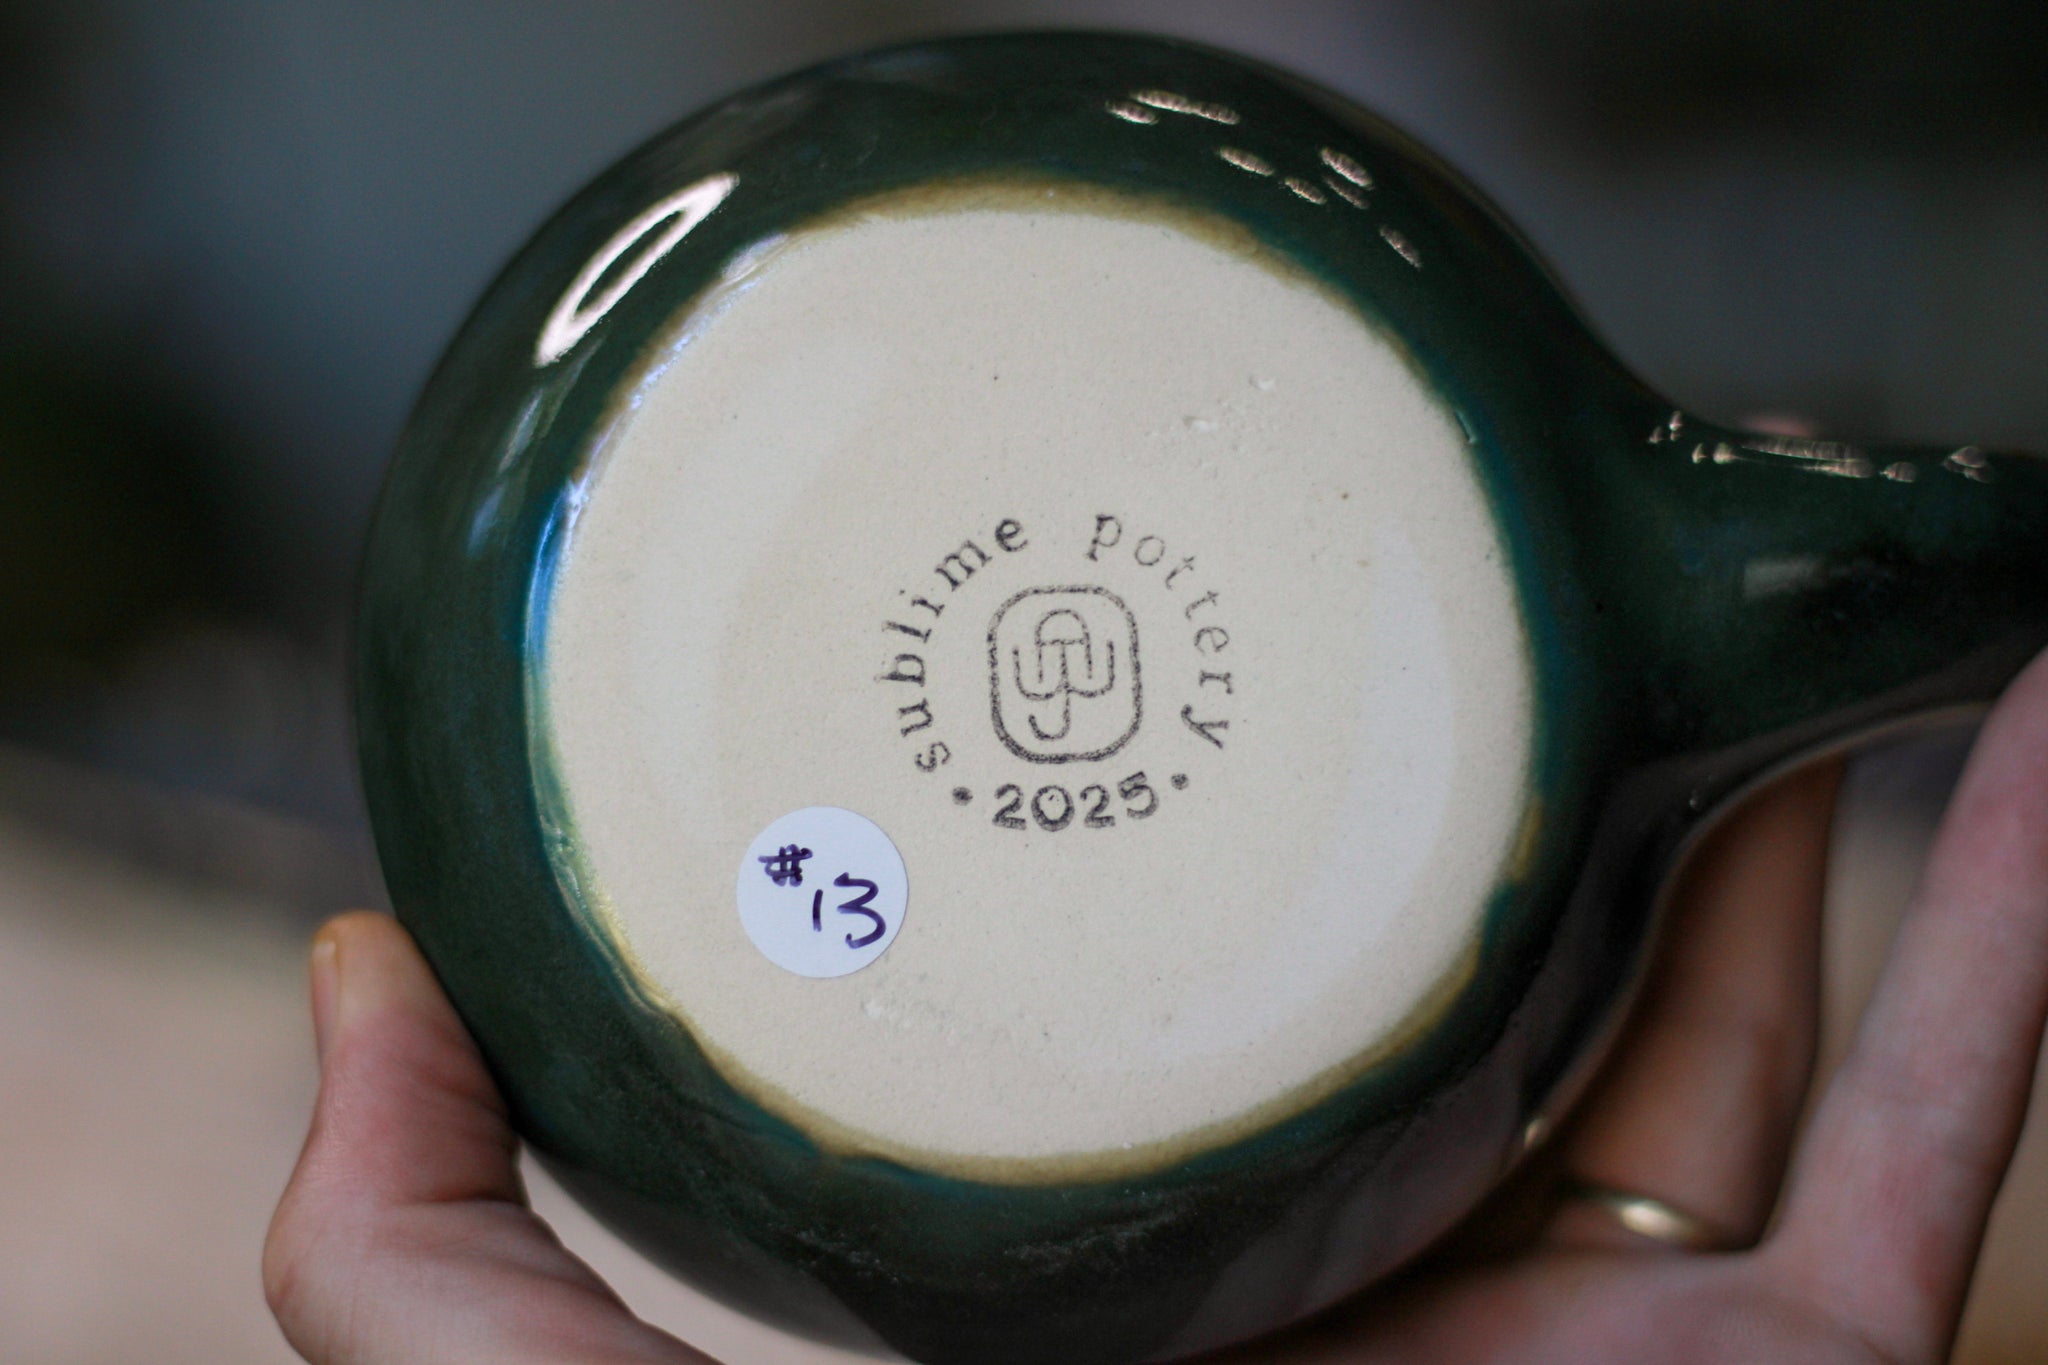 sublime pottery
• 2025 •
#13